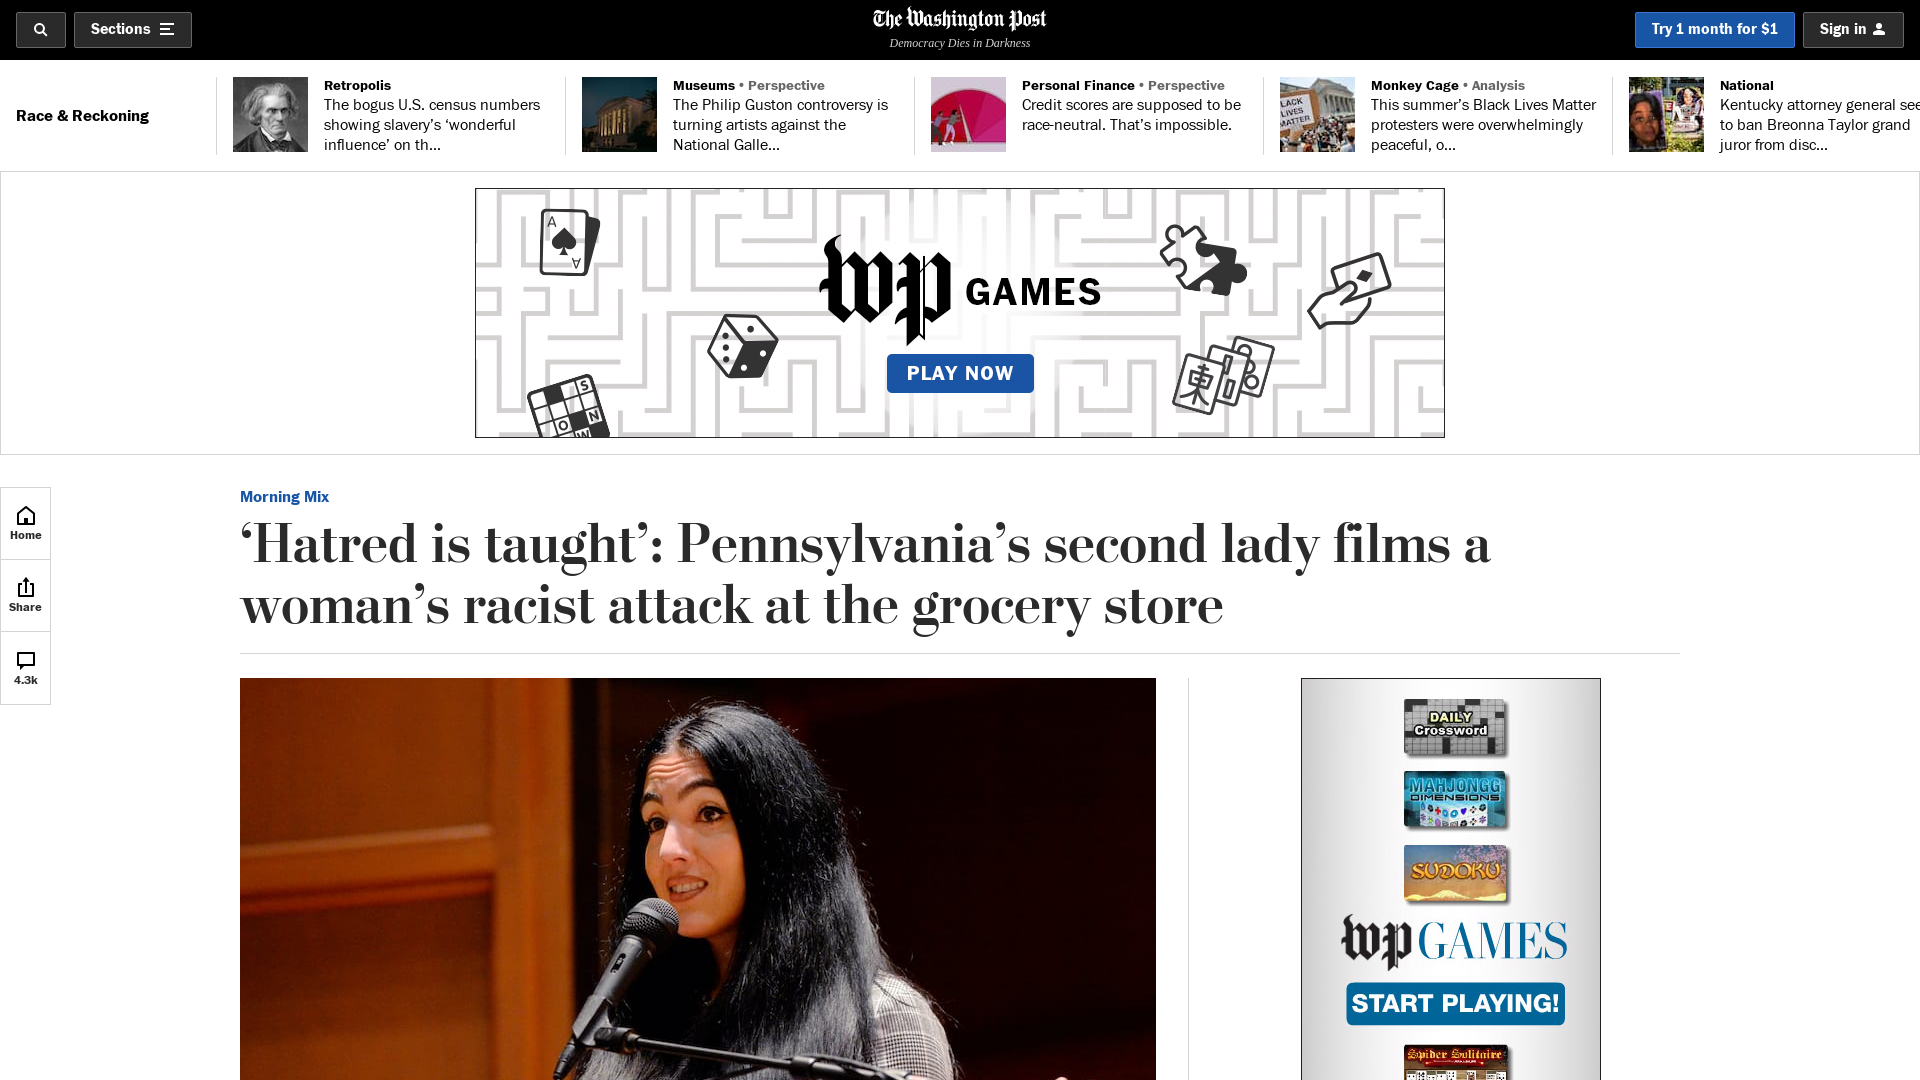 Sections
The Washington Post
Democracy Dies in Darkness
Try 1 month for $1
Sign in
Race & Reckoning
Retropolis
The bogus U.S. census numbers
showing slavery’s ‘wonderful
influence’ on th...
Museums • Perspective
The Philip Guston controversy is
turning artists against the
National Galle...
Personal Finance • Perspective
Credit scores are supposed to be
race-neutral. That’s impossible.
Monkey Cage • Analysis
This summer’s Black Lives Matter
protesters were overwhelmingly
peaceful, o...
National
Kentucky attorney general see
to ban Breonna Taylor grand
juror from disc...
LACK
LIVES
MATTER
A
A
wp GAMES
PLAY NOW
S
O N
W
東
Home
Share
4.3k
Morning Mix
‘Hatred is taught’: Pennsylvania’s second lady films a
woman’s racist attack at the grocery store
DAILY
Crossword
MAHJONGG
DIMENSIONS
SUDOKU
wp GAMES
START PLAYING!
Spider Solitaire